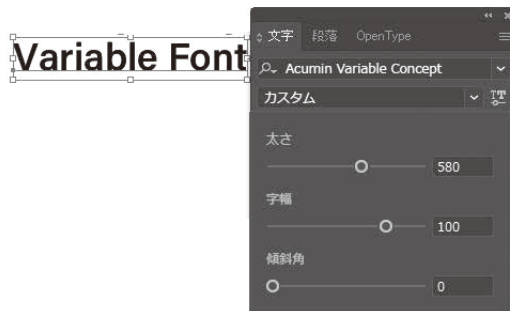 Variable Font
文字 段落 OpenType
Acumin Variable Concept
カスタム
太さ
580
字幅
100
傾斜角
0